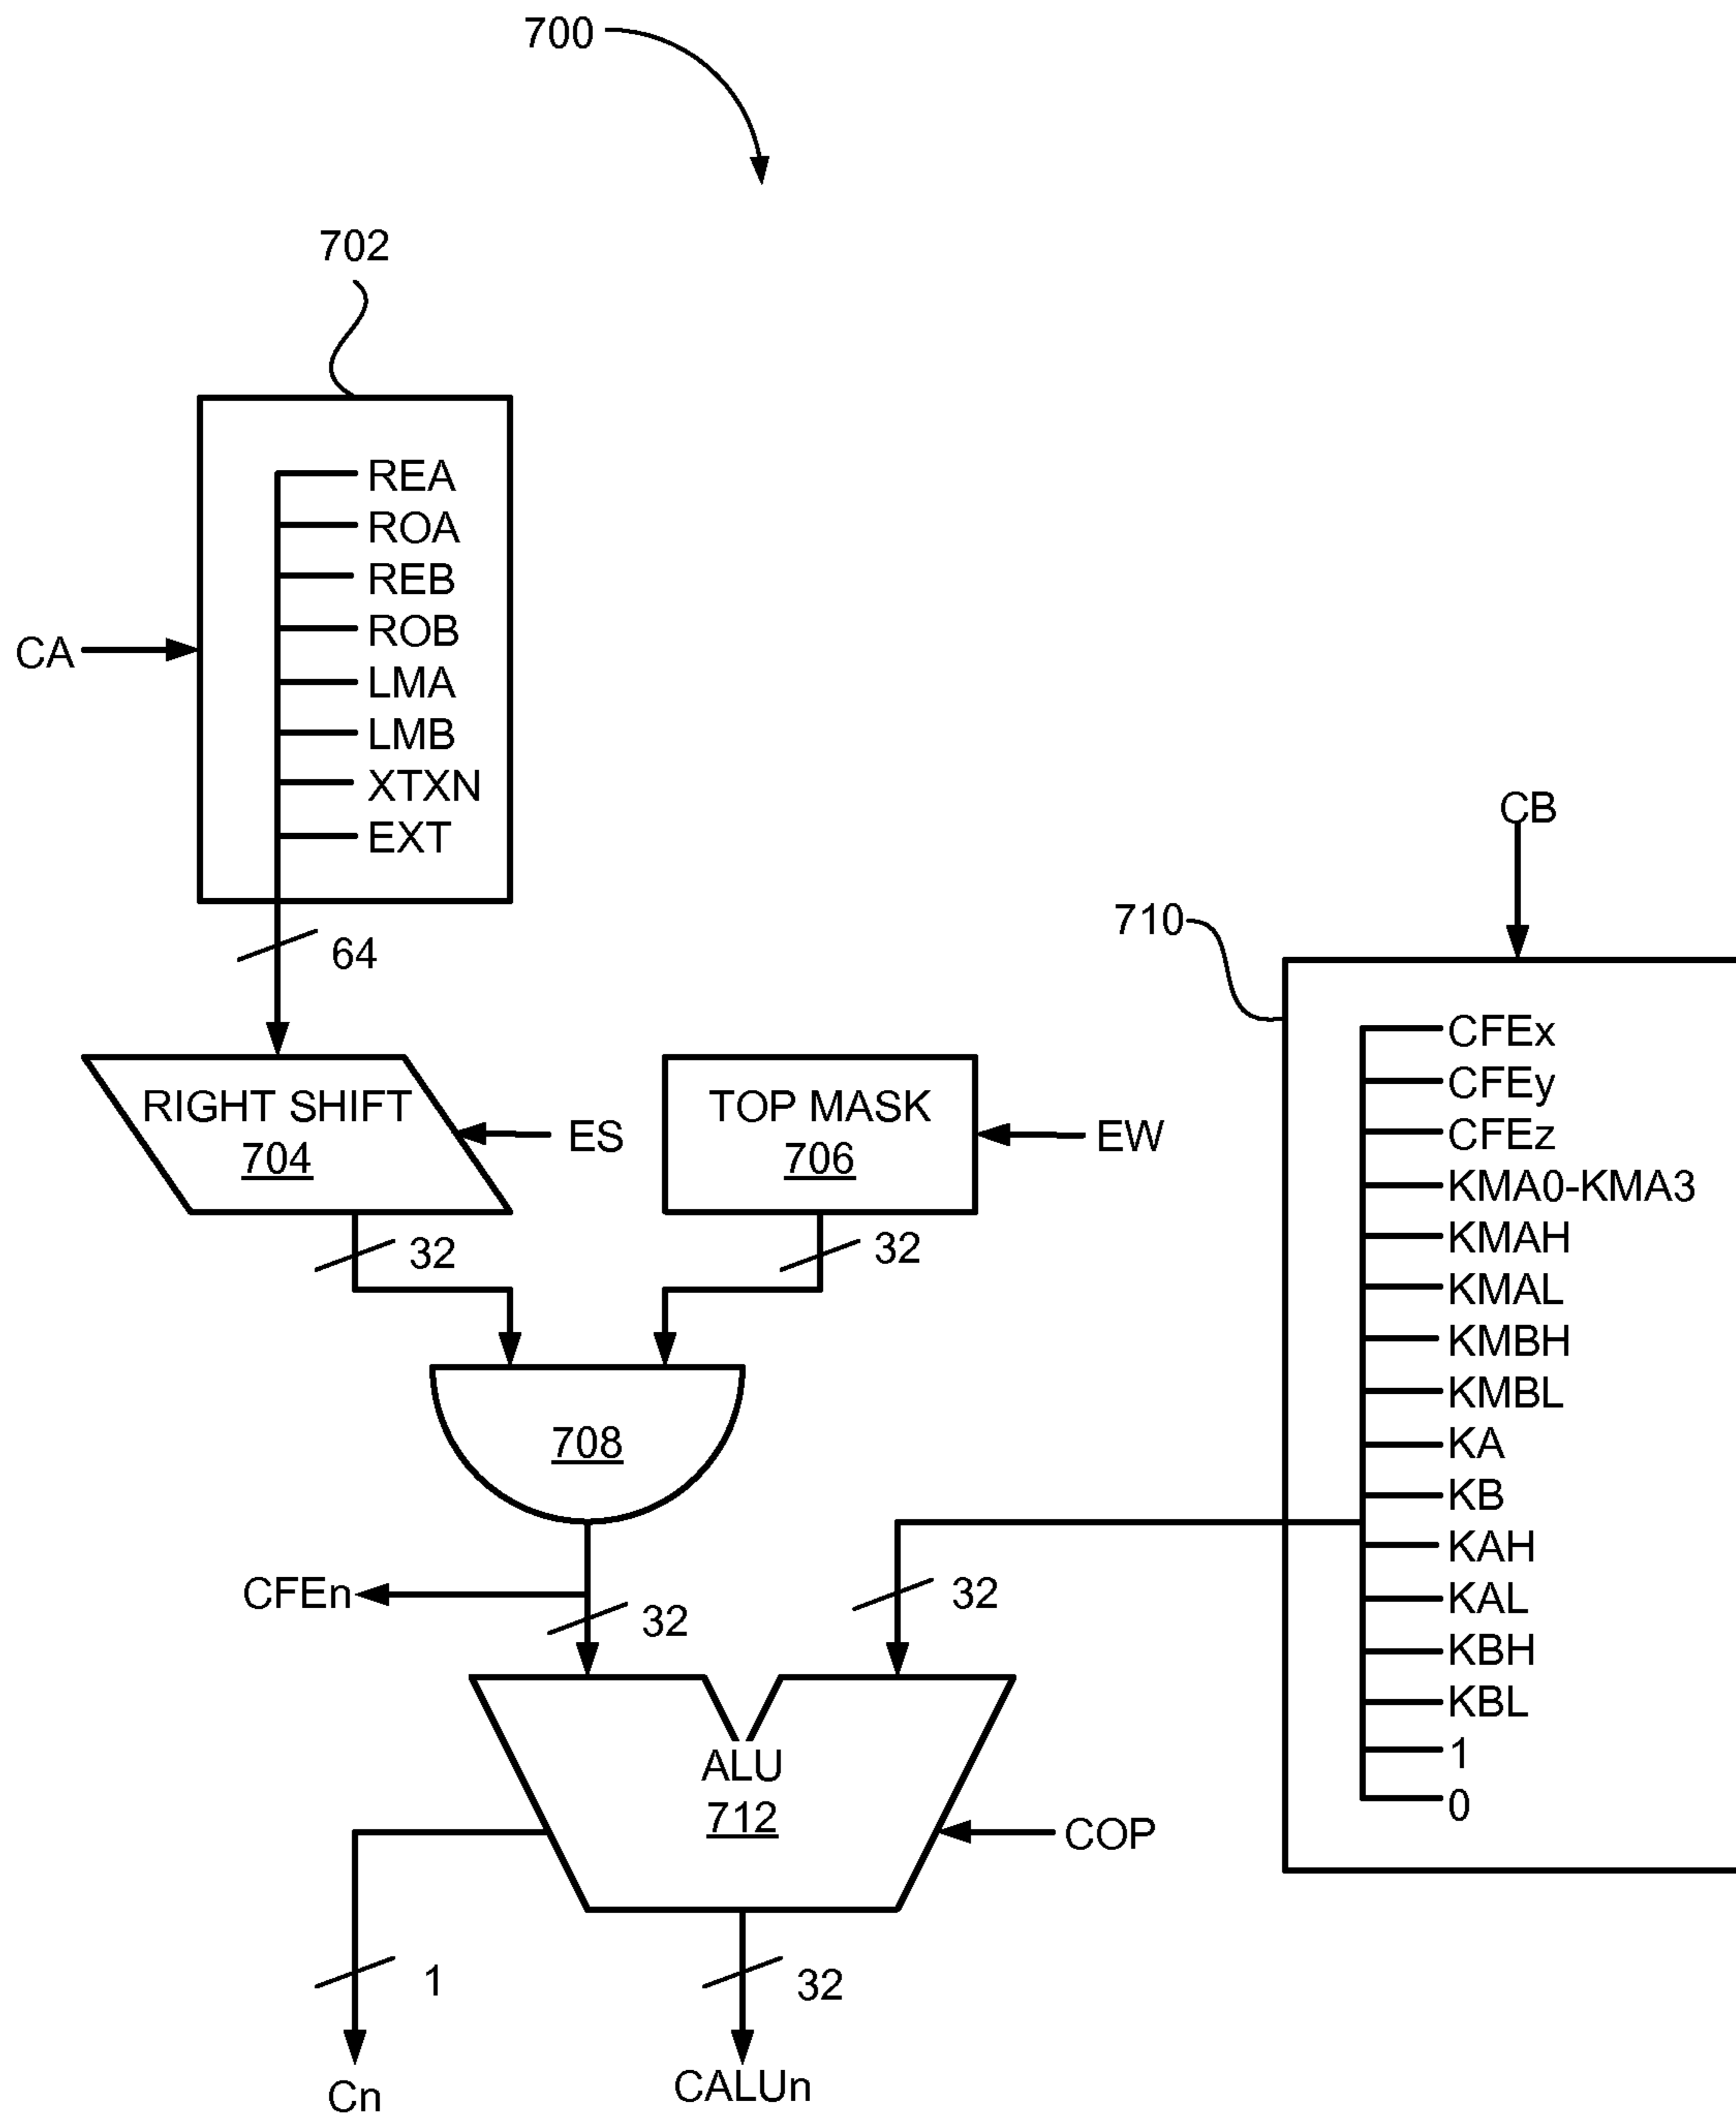 700
702
REA
ROA
REB
ROB
LMA
LMB
XTXN
EXT
CA
64
RIGHT SHIFT
704
ES
TOP MASK
706
EW
32
32
708
CFEn
32
32
ALU
712
COP
1
32
Cn
CALUn
CB
710
CFEx
CFEy
CFEz
KMA0-KMA3
KMAH
KMAL
KMBH
KMBL
KA
KB
KAH
KAL
KBH
KBL
1
0